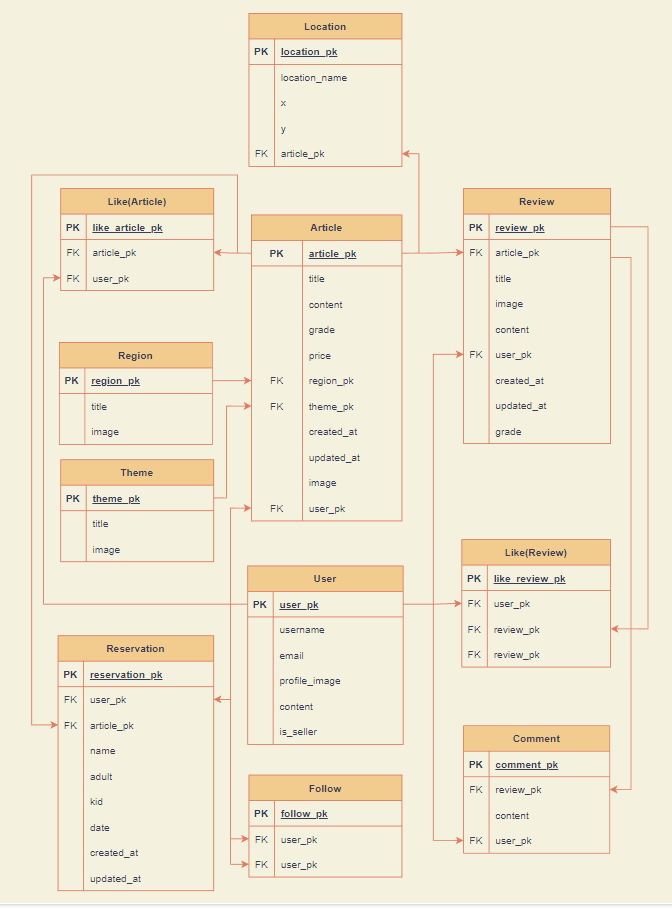 Location
PK location_pk
location_name
x
y
FK article_pk
Like(Article)
PK like_article_pk
FK article_pk
FK user_pk
Article
PK article_pk
title
content
grade
price
FK region_pk
FK theme_pk
created_at
updated_at
image
FK user_pk
Review
PK review_pk
FK article_pk
title
image
content
FK user_pk
created_at
updated_at
grade
Region
PK region_pk
title
image
Theme
PK theme_pk
title
image
User
PK user_pk
username
email
profile_image
content
is_seller
Like(Review)
PK like_review_pk
FK user_pk
FK review_pk
FK review_pk
Reservation
PK reservation_pk
FK user_pk
FK article_pk
name
adult
kid
date
created_at
updated_at
Follow
PK follow_pk
FK user_pk
FK user_pk
Comment
PK comment_pk
FK review_pk
content
FK user_pk